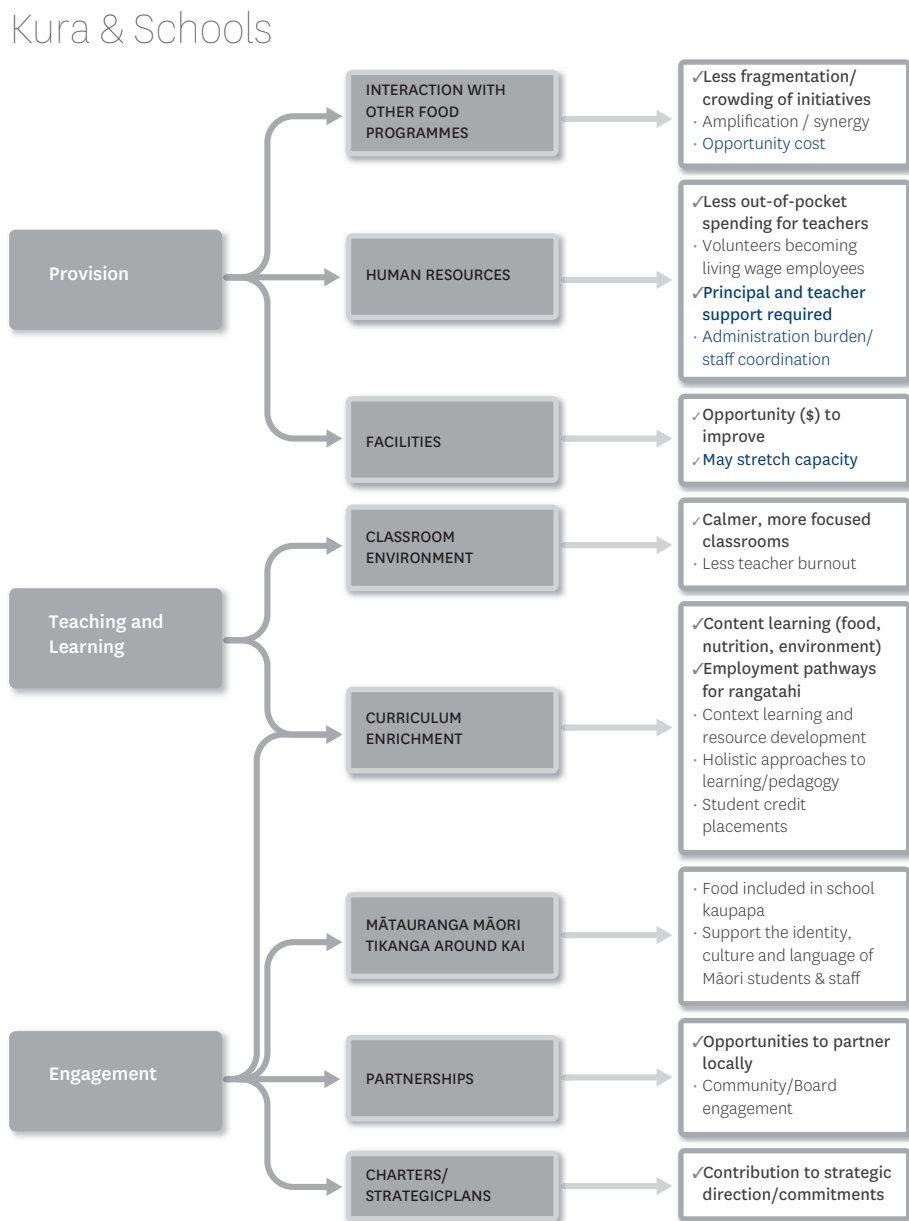 Kura & Schools
Provision
INTERACTION WITH
OTHER FOOD
PROGRAMMES
✓Less fragmentation/
crowding of initiatives
· Amplification / synergy
· Opportunity cost
HUMAN RESOURCES
✓Less out-of-pocket
spending for teachers
· Volunteers becoming
living wage employees
✓Principal and teacher
support required
· Administration burden/
staff coordination
FACILITIES
✓Opportunity ($) to
improve
✓May stretch capacity
Teaching and
Learning
CLASSROOM
ENVIRONMENT
✓Calmer, more focused
classrooms
· Less teacher burnout
CURRICULUM
ENRICHMENT
✓Content learning (food,
nutrition, environment)
✓Employment pathways
for rangatahi
· Context learning and
resource development
· Holistic approaches to
learning/pedagogy
· Student credit
placements
Engagement
MĀTAURANGA MĀORI
TIKANGA AROUND KAI
· Food included in school
kaupapa
· Support the identity,
culture and language of
Māori students & staff
PARTNERSHIPS
✓Opportunities to partner
locally
· Community/Board
engagement
CHARTERS/
STRATEGICPLANS
✓Contribution to strategic
direction/commitments